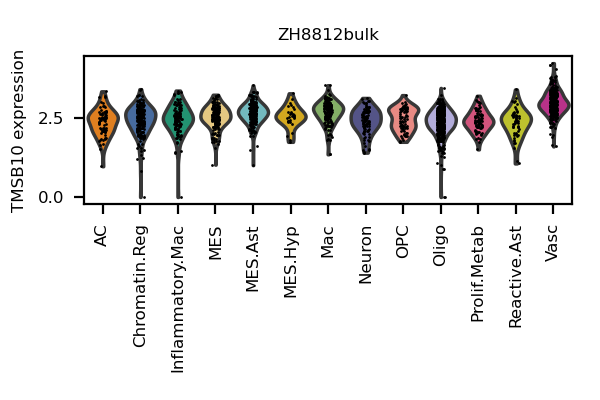 ZH8812bulk
TMSB10 expression
2.5
0.0
AC
Chromatin.Reg
Inflammatory.Mac
MES
MES.Ast
MES.Hyp
Mac
Neuron
OPC
Oligo
Prolif.Metab
Reactive.Ast
Vasc